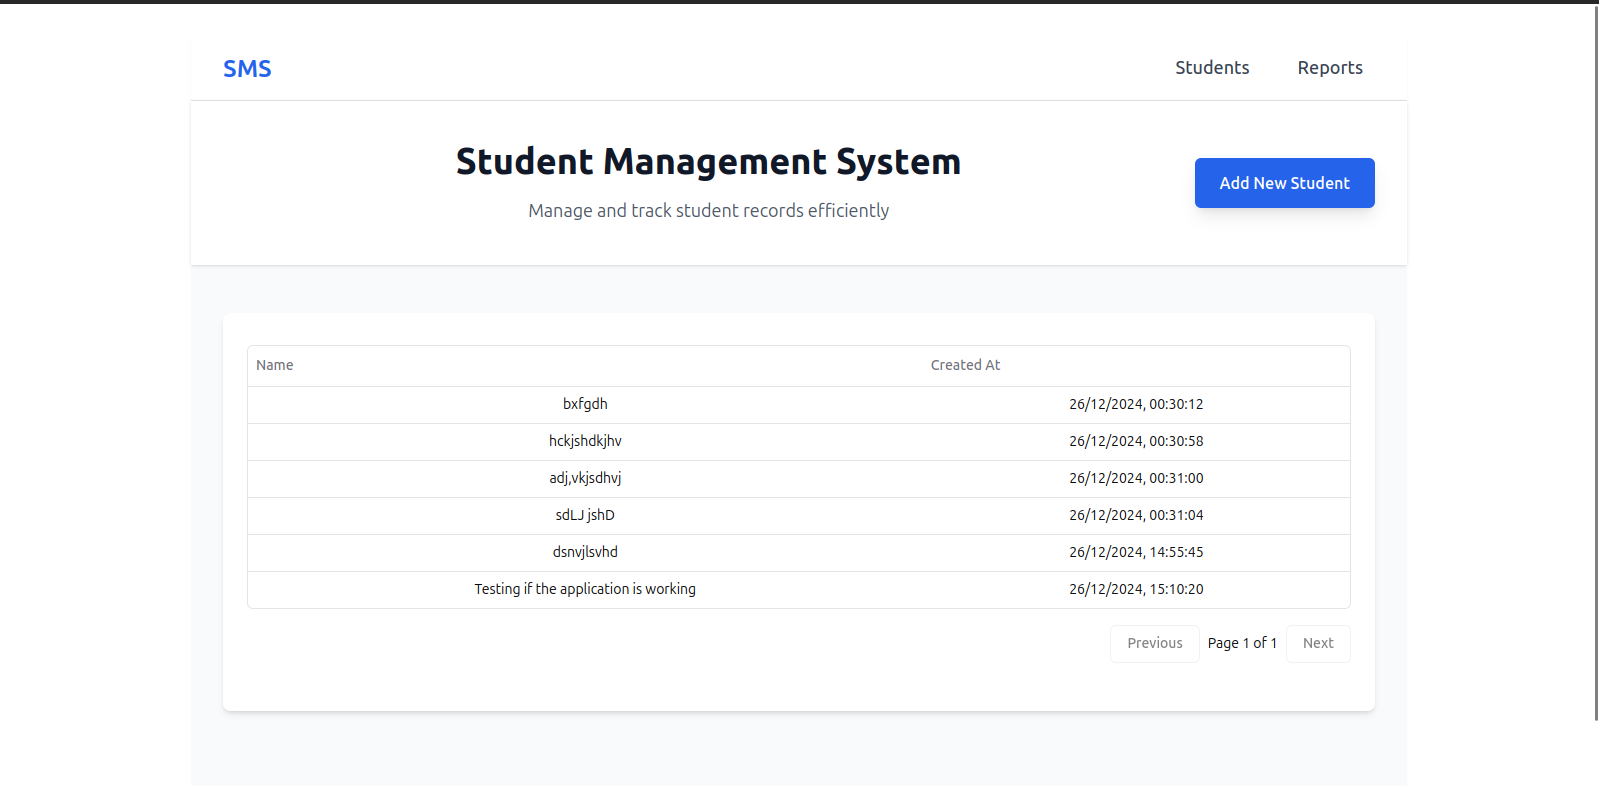 SMS Students Reports
Student Management System
Manage and track student records efficiently
Add New Student
Name Created At
bxfgdh 26/12/2024, 00:30:12
hckjshdkjhv 26/12/2024, 00:30:58
adj,vkjsdhvj 26/12/2024, 00:31:00
sdLJ jshD 26/12/2024, 00:31:04
dsnvjlsvhd 26/12/2024, 14:55:45
Testing if the application is working 26/12/2024, 15:10:20
Previous Page 1 of 1 Next